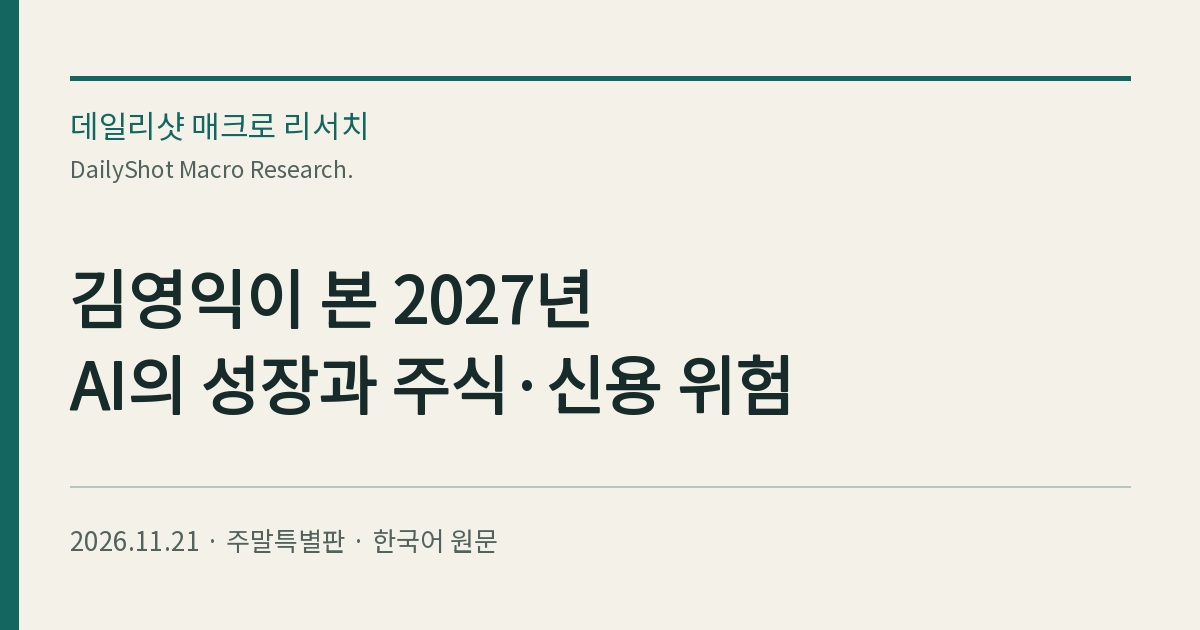 데일리샷 매크로 리서치
DailyShot Macro Research.
김영익이 본 2027년
AI의 성장과 주식·신용 위험
2026.11.21 · 주말특별판 · 한국어 원문